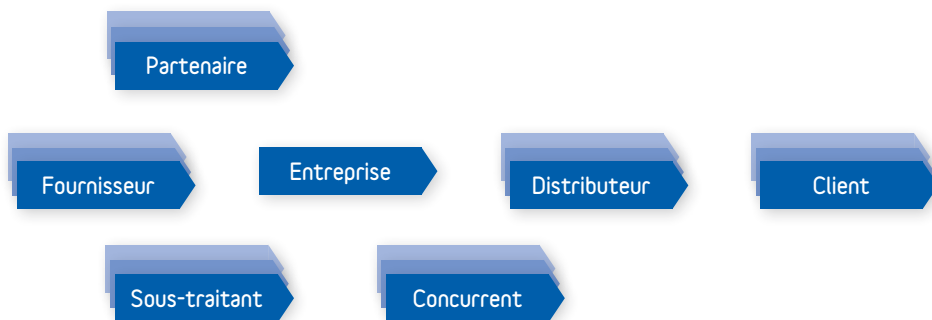 Partenaire
Fournisseur
Entreprise
Distributeur
Client
Sous-traitant
Concurrent